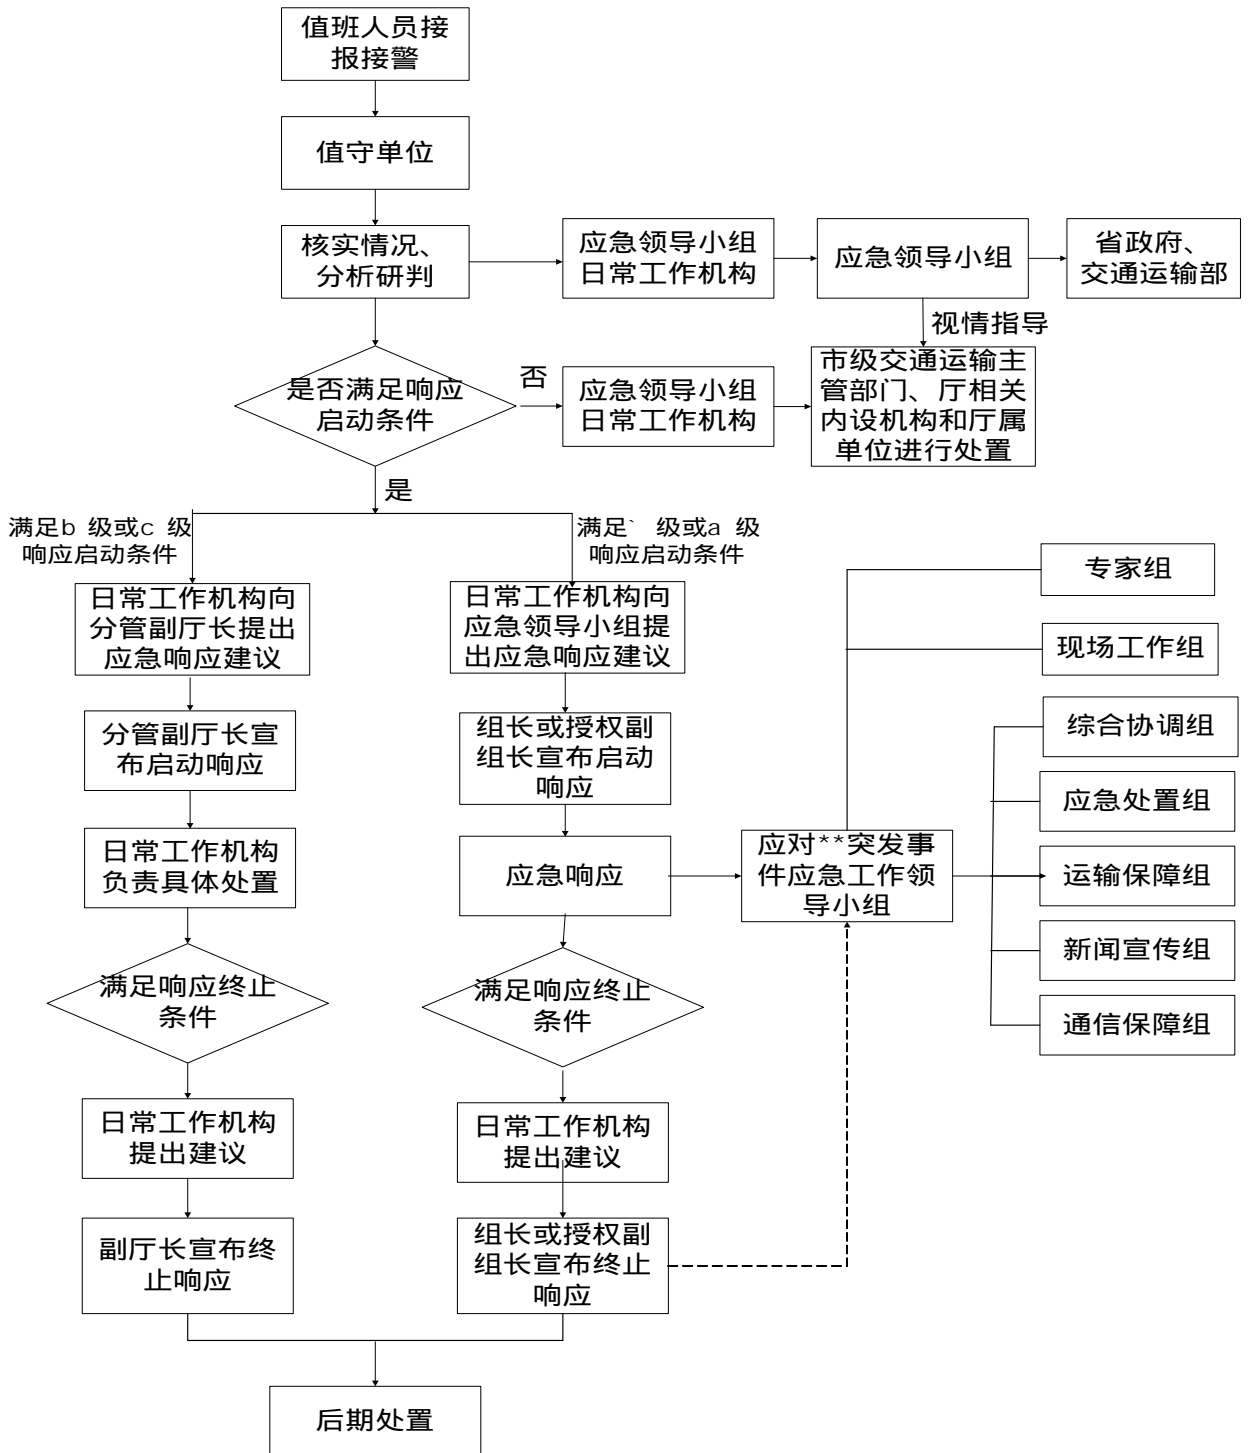 值班人员接
报接警
值守单位
核实情况、
分析研判
应急领导小组
日常工作机构
应急领导小组
省政府、
交通运输部
视情指导
是否满足响应
启动条件
否
应急领导小组
日常工作机构
市级交通运输主
管部门、厅相关
内设机构和厅属
单位进行处置
是
满足b 级或c 级
响应启动条件
满足` 级或a 级
响应启动条件
日常工作机构向
分管副厅长提出
应急响应建议
日常工作机构向
应急领导小组提
出应急响应建议
专家组
现场工作组
分管副厅长宣
布启动响应
组长或授权副
组长宣布启动
响应
综合协调组
应急处置组
日常工作机构
负责具体处置
应急响应
应对**突发事
件应急工作领
导小组
运输保障组
新闻宣传组
通信保障组
满足响应终止
条件
满足响应终止
条件
日常工作机构
提出建议
日常工作机构
提出建议
副厅长宣布终
止响应
组长或授权副
组长宣布终止
响应
后期处置